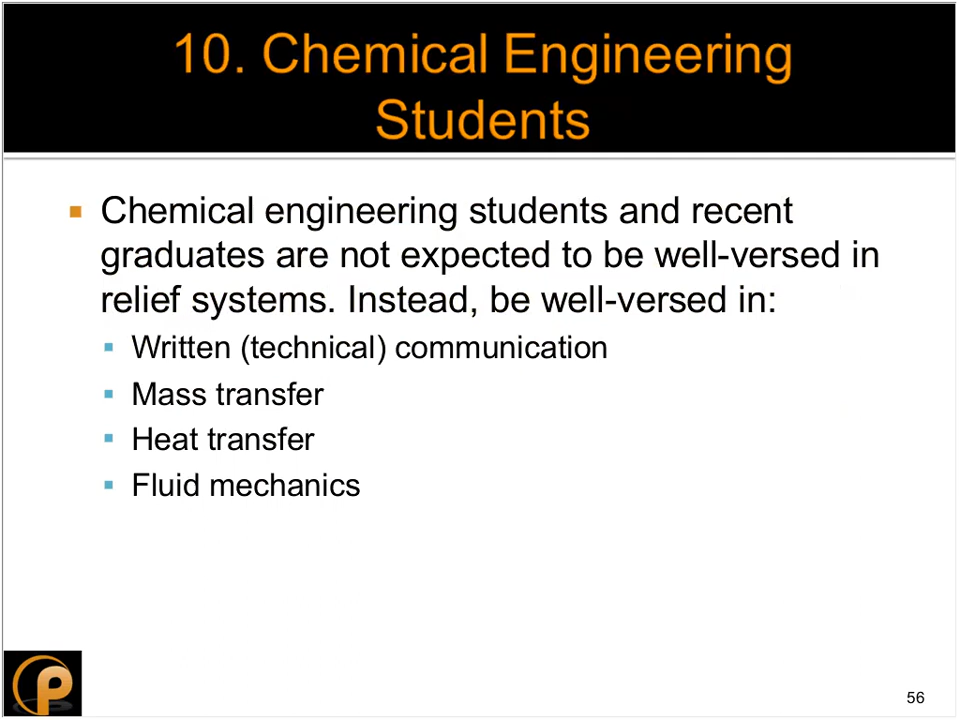 10. Chemical Engineering
Students
Chemical engineering students and recent
graduates are not expected to be well-versed in
relief systems. Instead, be well-versed in:
Written (technical) communication
Mass transfer
Heat transfer
Fluid mechanics
P
56